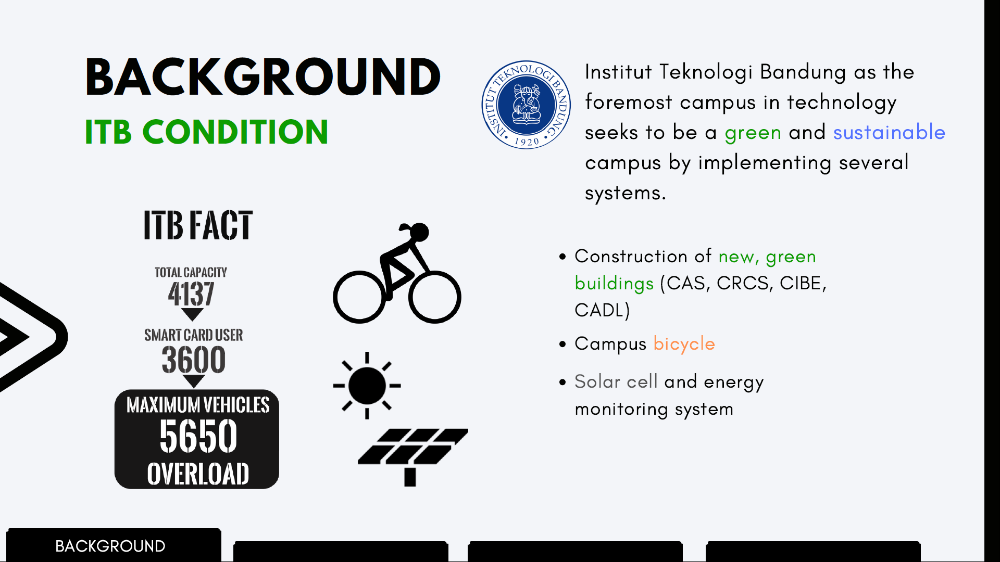 BACKGROUND
ITB CONDITION
INSTITUT TEKNOLOGI BANDUNG
• 1920 •
Institut Teknologi Bandung as the
foremost campus in technology
seeks to be a green and sustainable
campus by implementing several
systems.
ITB FACT
TOTAL CAPACITY
4137
SMART CARD USER
3600
MAXIMUM VEHICLES
5650
OVERLOAD
• Construction of new, green
buildings (CAS, CRCS, CIBE,
CADL)
• Campus bicycle
• Solar cell and energy
monitoring system
BACKGROUND